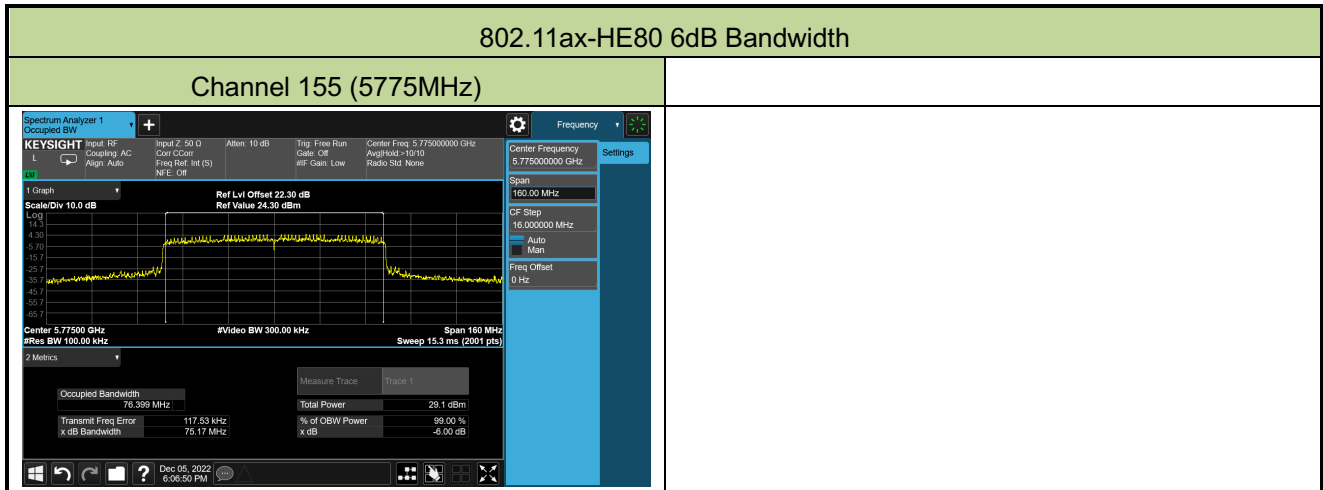 802.11ax-HE80 6dB Bandwidth
Channel 155 (5775MHz)
Spectrum Analyzer 1
Occupied BW
+
Frequency
KEYSIGHT
L
LXI
Input: RF
Coupling: AC
Align: Auto
Input Z: 50 Ω
Corr CCorr
Freq Ref: Int (S)
NFE: Off
Atten: 10 dB
Trig: Free Run
Gate: Off
#IF Gain: Low
Center Freq: 5.775000000 GHz
Avg|Hold:>10/10
Radio Std: None
Center Frequency
5.775000000 GHz
Settings
Span
160.00 MHz
CF Step
16.000000 MHz
Auto
Man
Freq Offset
0 Hz
1 Graph
Scale/Div 10.0 dB
Ref Lvl Offset 22.30 dB
Ref Value 24.30 dBm
Log
14.3
4.30
-5.70
-15.7
-25.7
-35.7
-45.7
-55.7
-65.7
Center 5.77500 GHz
#Video BW 300.00 kHz
Span 160 MHz
#Res BW 100.00 kHz
Sweep 15.3 ms (2001 pts)
2 Metrics
Measure Trace
Trace 1
Occupied Bandwidth
76.399 MHz
Total Power 29.1 dBm
Transmit Freq Error 117.53 kHz
% of OBW Power 99.00 %
x dB Bandwidth 75.17 MHz
x dB -6.00 dB
?
Dec 05, 2022
6:06:50 PM